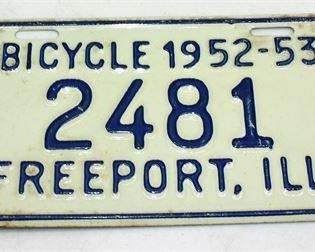 BICYCLE 1952-53
2481
FREEPORT, ILL